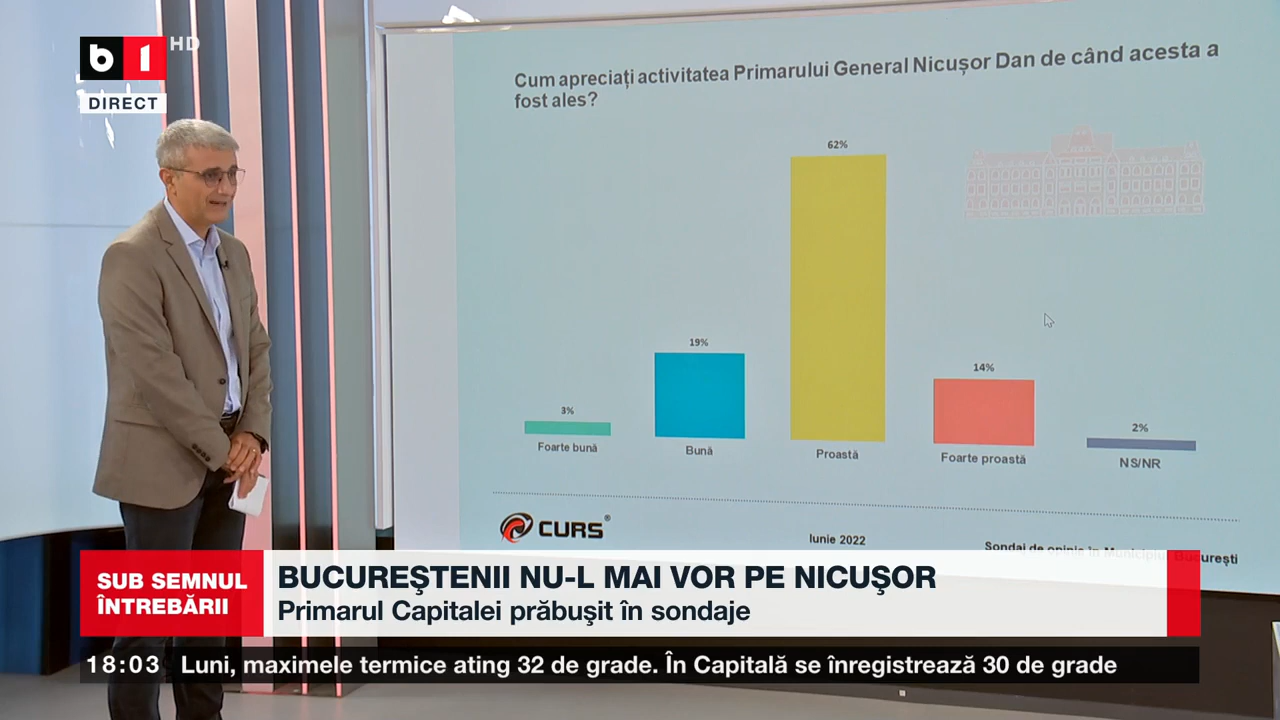 b1 HD
DIRECT
Cum apreciați activitatea Primarului General Nicușor Dan de când acesta a
fost ales?
62%
19%
14%
3%
2%
Foarte bună
Bună
Proastă
Foarte proastă
NS/NR
CURS®
Iunie 2022
Sondaj de opinie în Municipiul București
SUB SEMNUL
ÎNTREBĂRII
BUCUREŞTENII NU-L MAI VOR PE NICUŞOR
Primarul Capitalei prăbuşit în sondaje
18:03 Luni, maximele termice ating 32 de grade. În Capitală se înregistrează 30 de grade